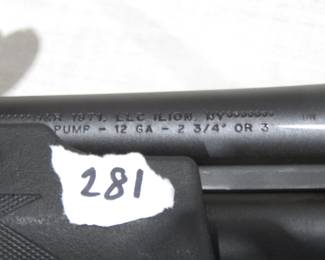 H&R 1871, LLC ILION, NY
PUMP - 12 GA - 2 3/4" OR 3
281